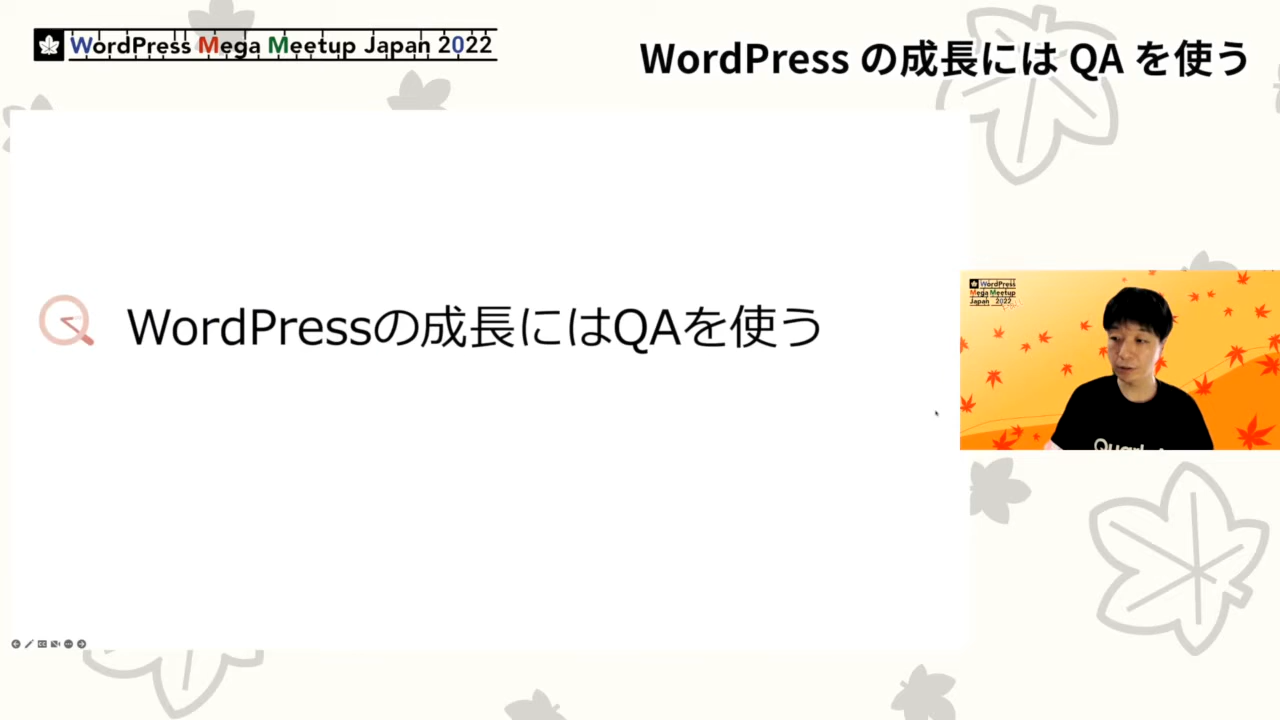 WordPress Mega Meetup Japan 2022
WordPress の成長には QA を使う
WordPressの成長にはQAを使う
WordPress
Mega Meetup
Japan 2022